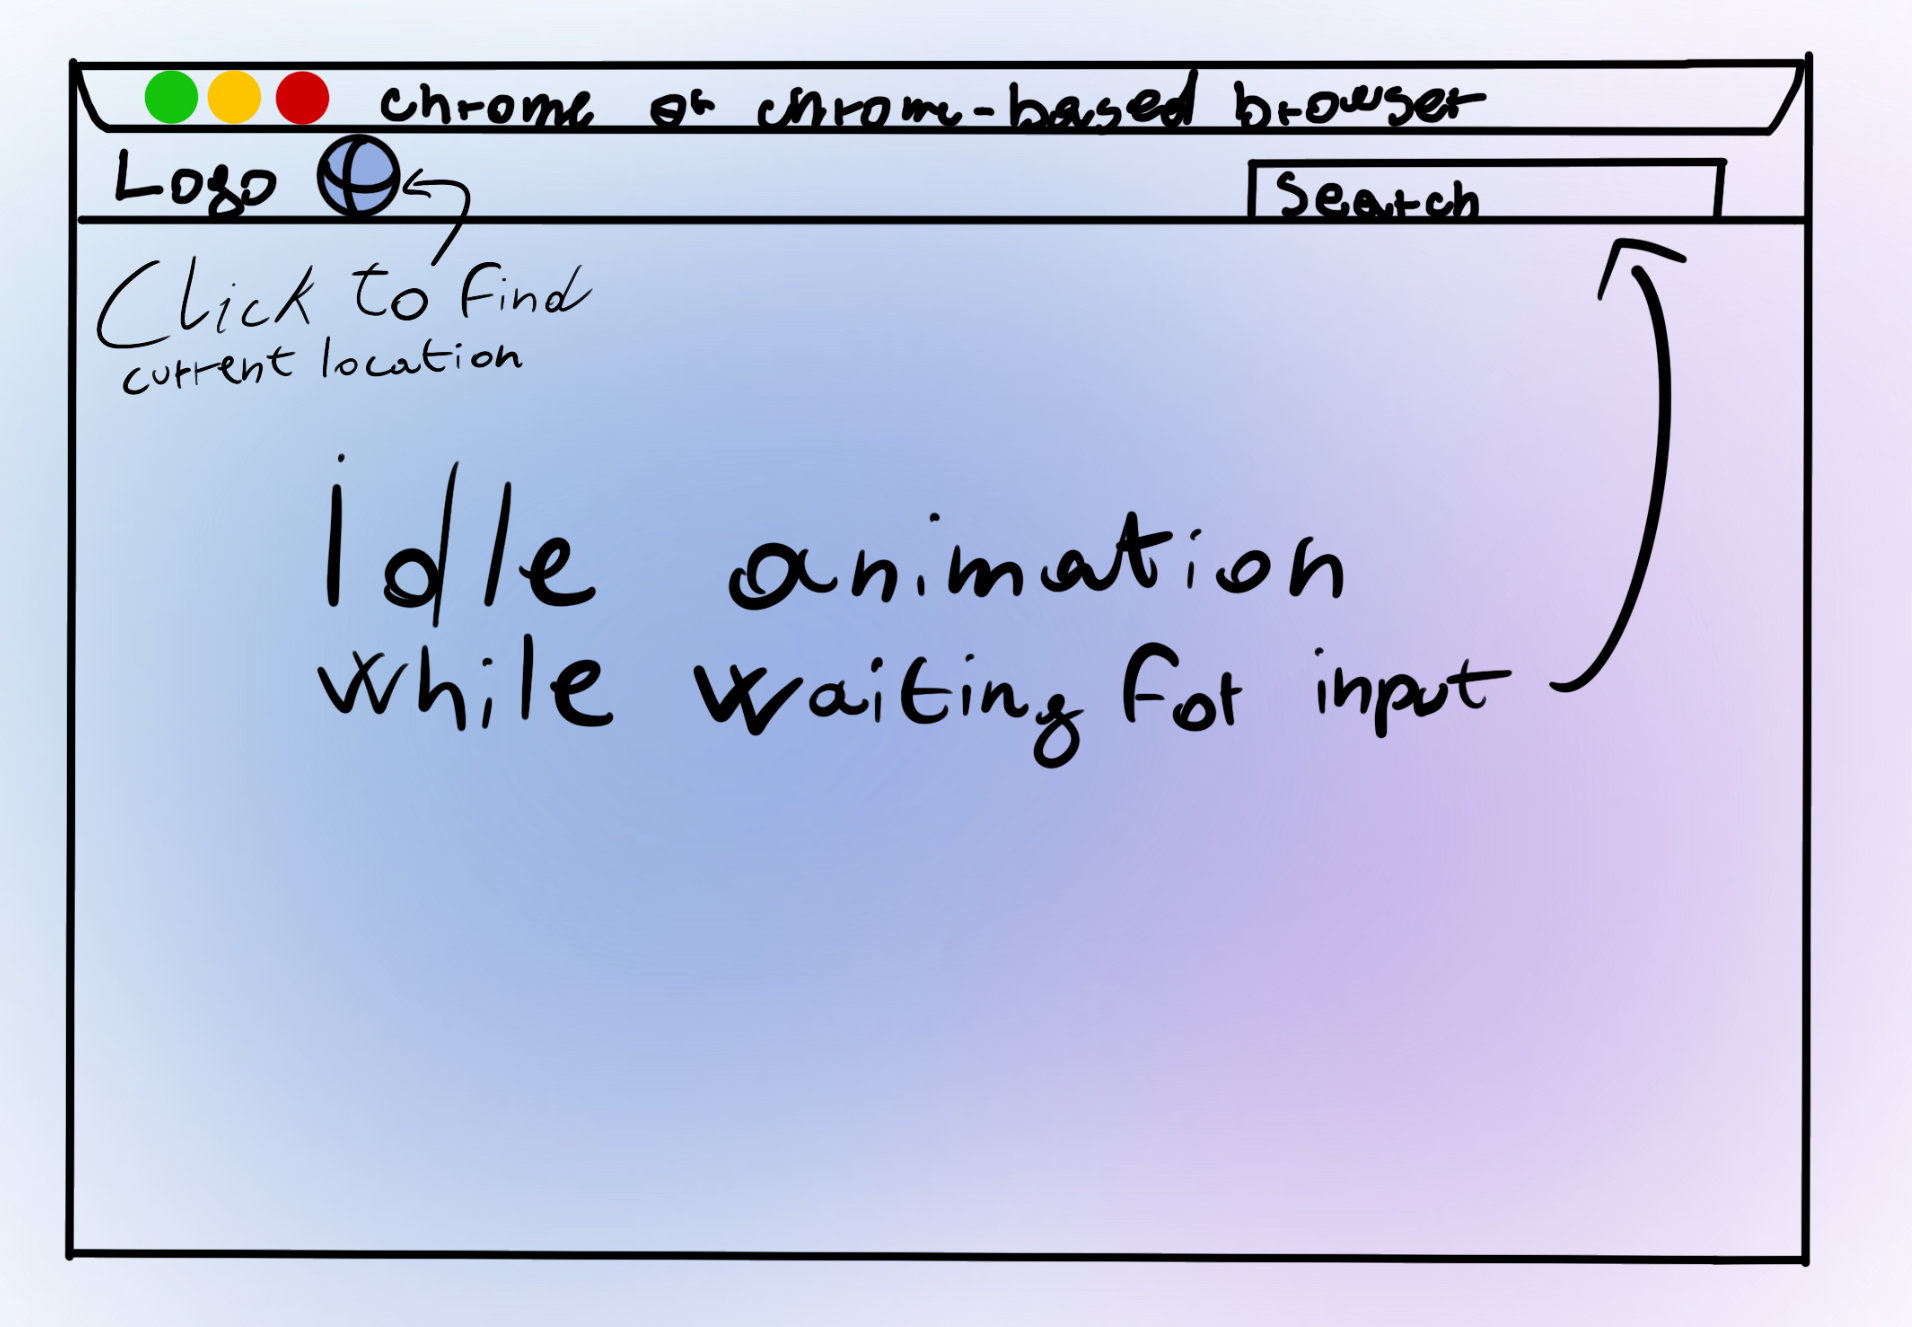 chrome or chrome-based browser
Logo
Search
Click to find
current location
idle animation
while waiting for input